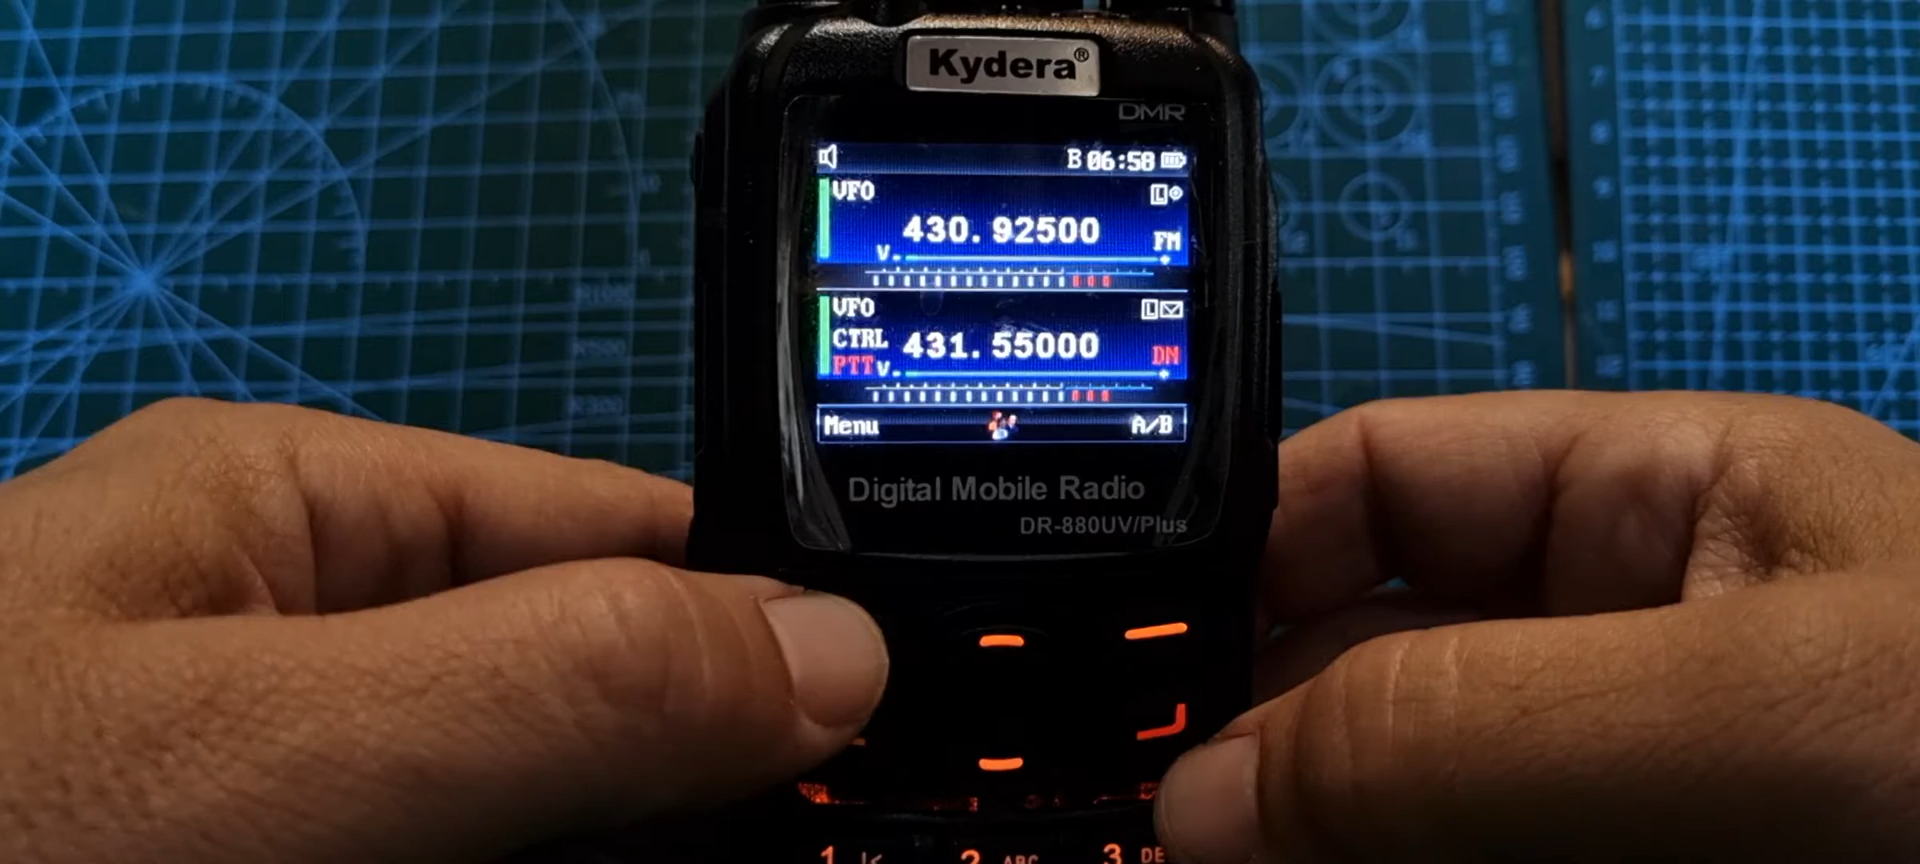 Kydera®
DMR
B 06:58
VFO
L
430.92500
V
FM
VFO
L
CTRL
431.55000
PTT V
DN
Menu
A/B
Digital Mobile Radio
DR-880UV/Plus
1 2 ABC 3 DE